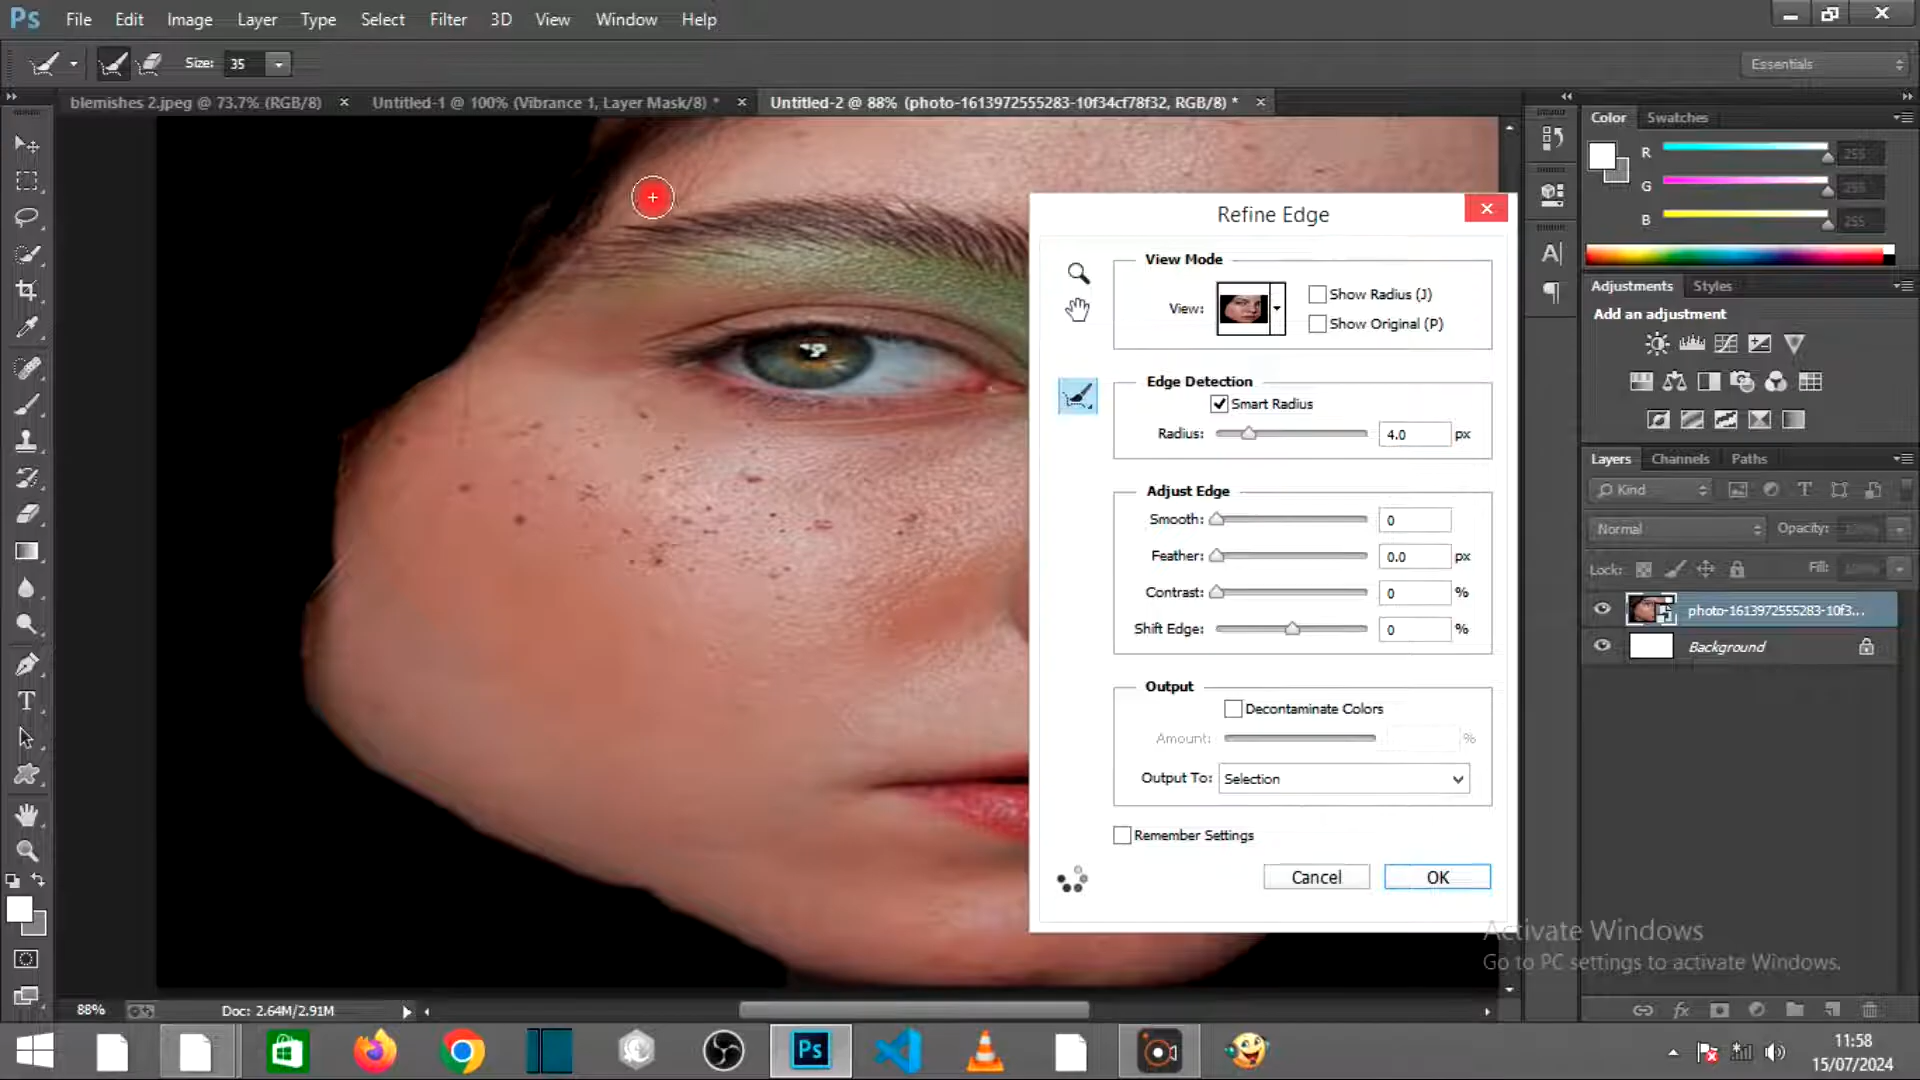 Ps File Edit Image Layer Type Select Filter 3D View Window Help
Size: 35 Essentials
blemishes 2.jpeg @ 73.7% (RGB/8) × Untitled-1 @ 100% (Vibrance 1, Layer Mask/8) * × Untitled-2 @ 88% (photo-1613972555283-10f34cf78f32, RGB/8) * ×
Color Swatches
R 255
G 255
B 255
Adjustments Styles
Add an adjustment
Layers Channels Paths
Kind
Normal Opacity:
Lock: Fill:
photo-1613972555283-10f3...
Background
Refine Edge
View Mode
View: Show Radius (J)
Show Original (P)
Edge Detection
Smart Radius
Radius: 4.0 px
Adjust Edge
Smooth: 0
Feather: 0.0 px
Contrast: 0 %
Shift Edge: 0 %
Output
Decontaminate Colors
Amount: %
Output To: Selection
Remember Settings
Cancel OK
Activate Windows
Go to PC settings to activate Windows.
88% Doc: 2.64M/2.91M
Ps
11:58
15/07/2024